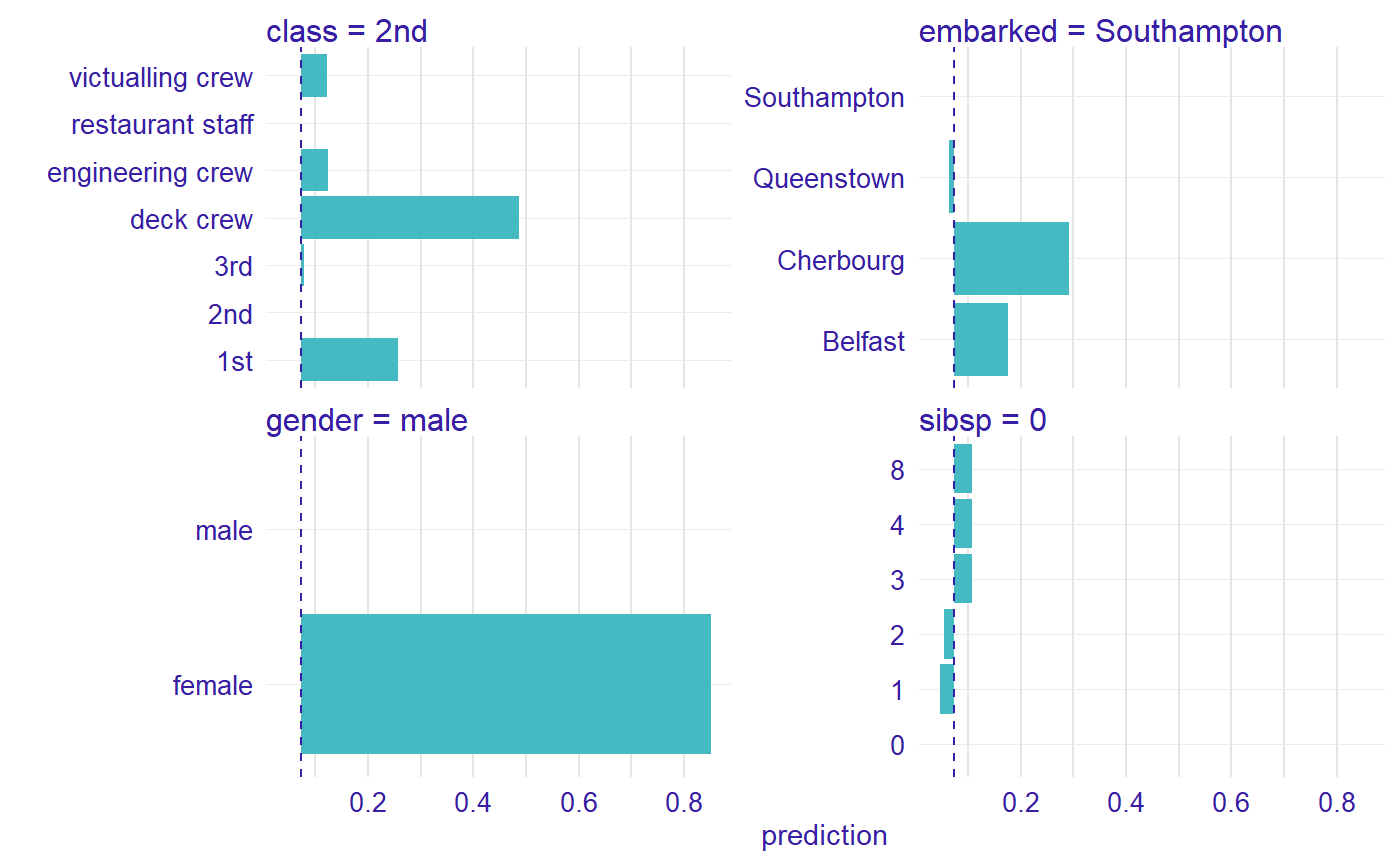 class = 2nd
victualling crew
restaurant staff
engineering crew
deck crew
3rd
2nd
1st
embarked = Southampton
Southampton
Queenstown
Cherbourg
Belfast
gender = male
male
female
0.2 0.4 0.6 0.8
sibsp = 0
8
4
3
2
1
0
0.2 0.4 0.6 0.8
prediction